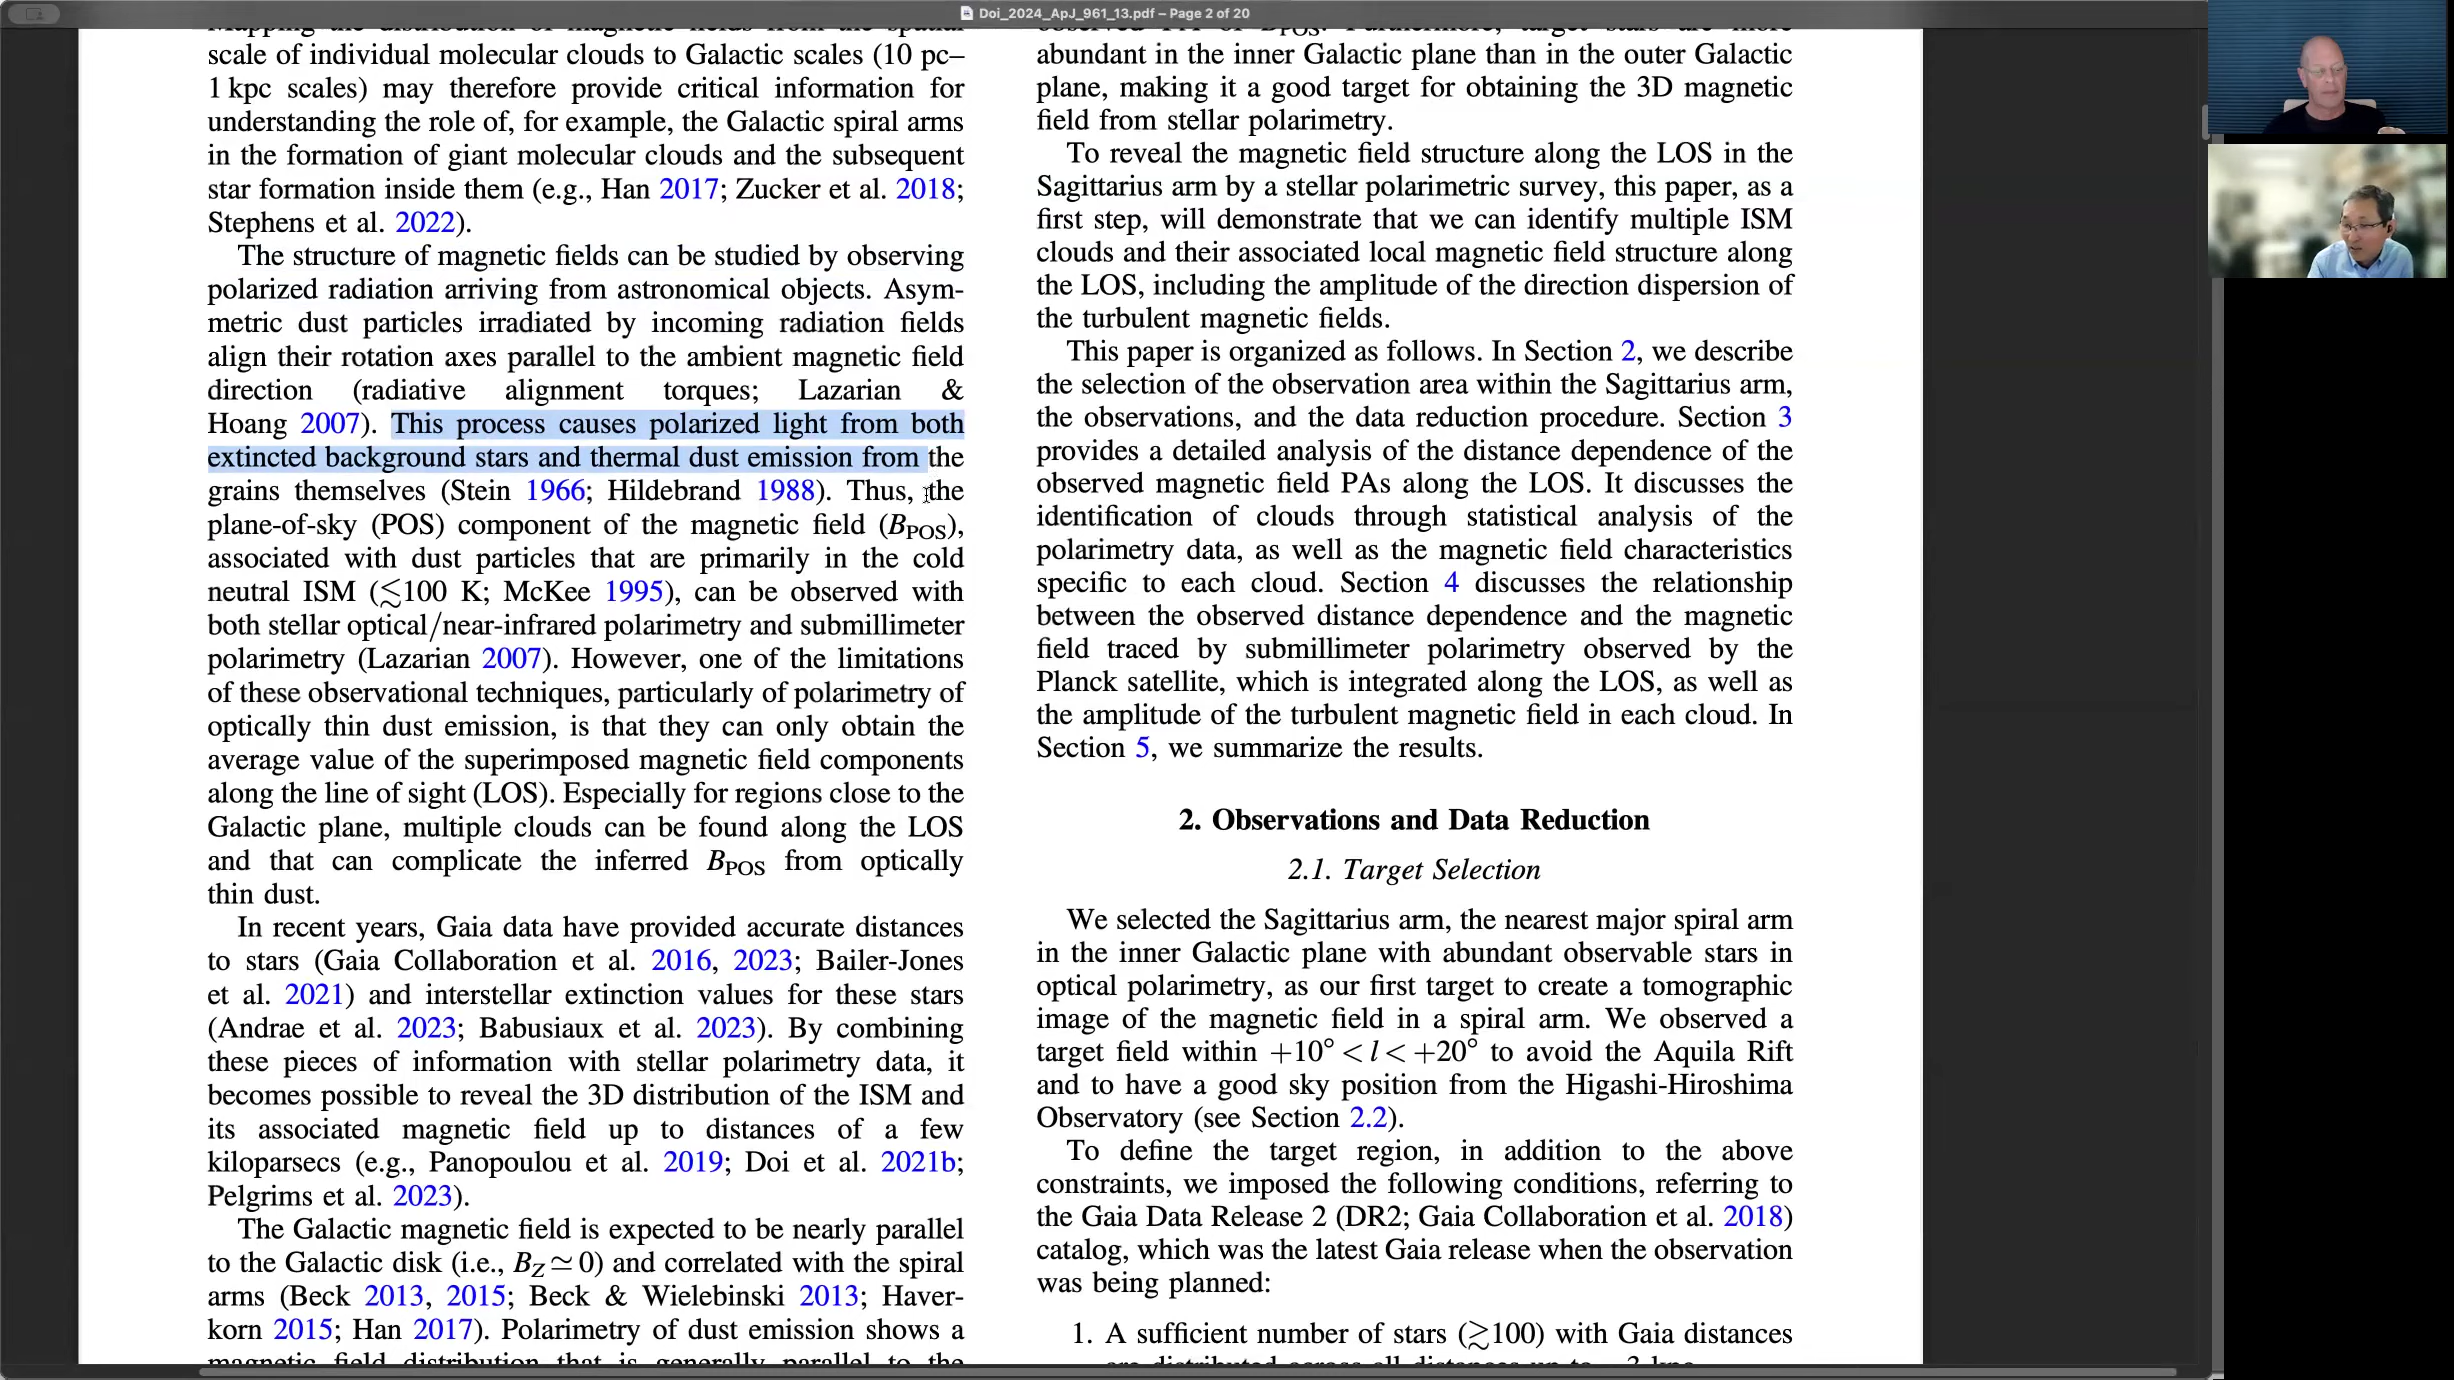 Doi_2024_ApJ_961_13.pdf – Page 2 of 20
Mapping the distribution of magnetic fields from the spatial
scale of individual molecular clouds to Galactic scales (10 pc–
1 kpc scales) may therefore provide critical information for
understanding the role of, for example, the Galactic spiral arms
in the formation of giant molecular clouds and the subsequent
star formation inside them (e.g., Han 2017; Zucker et al. 2018;
Stephens et al. 2022).
The structure of magnetic fields can be studied by observing
polarized radiation arriving from astronomical objects. Asym-
metric dust particles irradiated by incoming radiation fields
align their rotation axes parallel to the ambient magnetic field
direction (radiative alignment torques; Lazarian &
Hoang 2007). This process causes polarized light from both
extincted background stars and thermal dust emission from the
grains themselves (Stein 1966; Hildebrand 1988). Thus, the
plane-of-sky (POS) component of the magnetic field (BPOS),
associated with dust particles that are primarily in the cold
neutral ISM (≲100 K; McKee 1995), can be observed with
both stellar optical/near-infrared polarimetry and submillimeter
polarimetry (Lazarian 2007). However, one of the limitations
of these observational techniques, particularly of polarimetry of
optically thin dust emission, is that they can only obtain the
average value of the superimposed magnetic field components
along the line of sight (LOS). Especially for regions close to the
Galactic plane, multiple clouds can be found along the LOS
and that can complicate the inferred BPOS from optically
thin dust.
In recent years, Gaia data have provided accurate distances
to stars (Gaia Collaboration et al. 2016, 2023; Bailer-Jones
et al. 2021) and interstellar extinction values for these stars
(Andrae et al. 2023; Babusiaux et al. 2023). By combining
these pieces of information with stellar polarimetry data, it
becomes possible to reveal the 3D distribution of the ISM and
its associated magnetic field up to distances of a few
kiloparsecs (e.g., Panopoulou et al. 2019; Doi et al. 2021b;
Pelgrims et al. 2023).
The Galactic magnetic field is expected to be nearly parallel
to the Galactic disk (i.e., BZ ≃ 0) and correlated with the spiral
arms (Beck 2013, 2015; Beck & Wielebinski 2013; Haver-
korn 2015; Han 2017). Polarimetry of dust emission shows a
magnetic field distribution that is generally parallel to the
observed PA of BPOS. Furthermore, target stars are more
abundant in the inner Galactic plane than in the outer Galactic
plane, making it a good target for obtaining the 3D magnetic
field from stellar polarimetry.
To reveal the magnetic field structure along the LOS in the
Sagittarius arm by a stellar polarimetric survey, this paper, as a
first step, will demonstrate that we can identify multiple ISM
clouds and their associated local magnetic field structure along
the LOS, including the amplitude of the direction dispersion of
the turbulent magnetic fields.
This paper is organized as follows. In Section 2, we describe
the selection of the observation area within the Sagittarius arm,
the observations, and the data reduction procedure. Section 3
provides a detailed analysis of the distance dependence of the
observed magnetic field PAs along the LOS. It discusses the
identification of clouds through statistical analysis of the
polarimetry data, as well as the magnetic field characteristics
specific to each cloud. Section 4 discusses the relationship
between the observed distance dependence and the magnetic
field traced by submillimeter polarimetry observed by the
Planck satellite, which is integrated along the LOS, as well as
the amplitude of the turbulent magnetic field in each cloud. In
Section 5, we summarize the results.
2. Observations and Data Reduction
2.1. Target Selection
We selected the Sagittarius arm, the nearest major spiral arm
in the inner Galactic plane with abundant observable stars in
optical polarimetry, as our first target to create a tomographic
image of the magnetic field in a spiral arm. We observed a
target field within +10° < l < +20° to avoid the Aquila Rift
and to have a good sky position from the Higashi-Hiroshima
Observatory (see Section 2.2).
To define the target region, in addition to the above
constraints, we imposed the following conditions, referring to
the Gaia Data Release 2 (DR2; Gaia Collaboration et al. 2018)
catalog, which was the latest Gaia release when the observation
was being planned:
1. A sufficient number of stars (≳100) with Gaia distances
are distributed across all distances up to